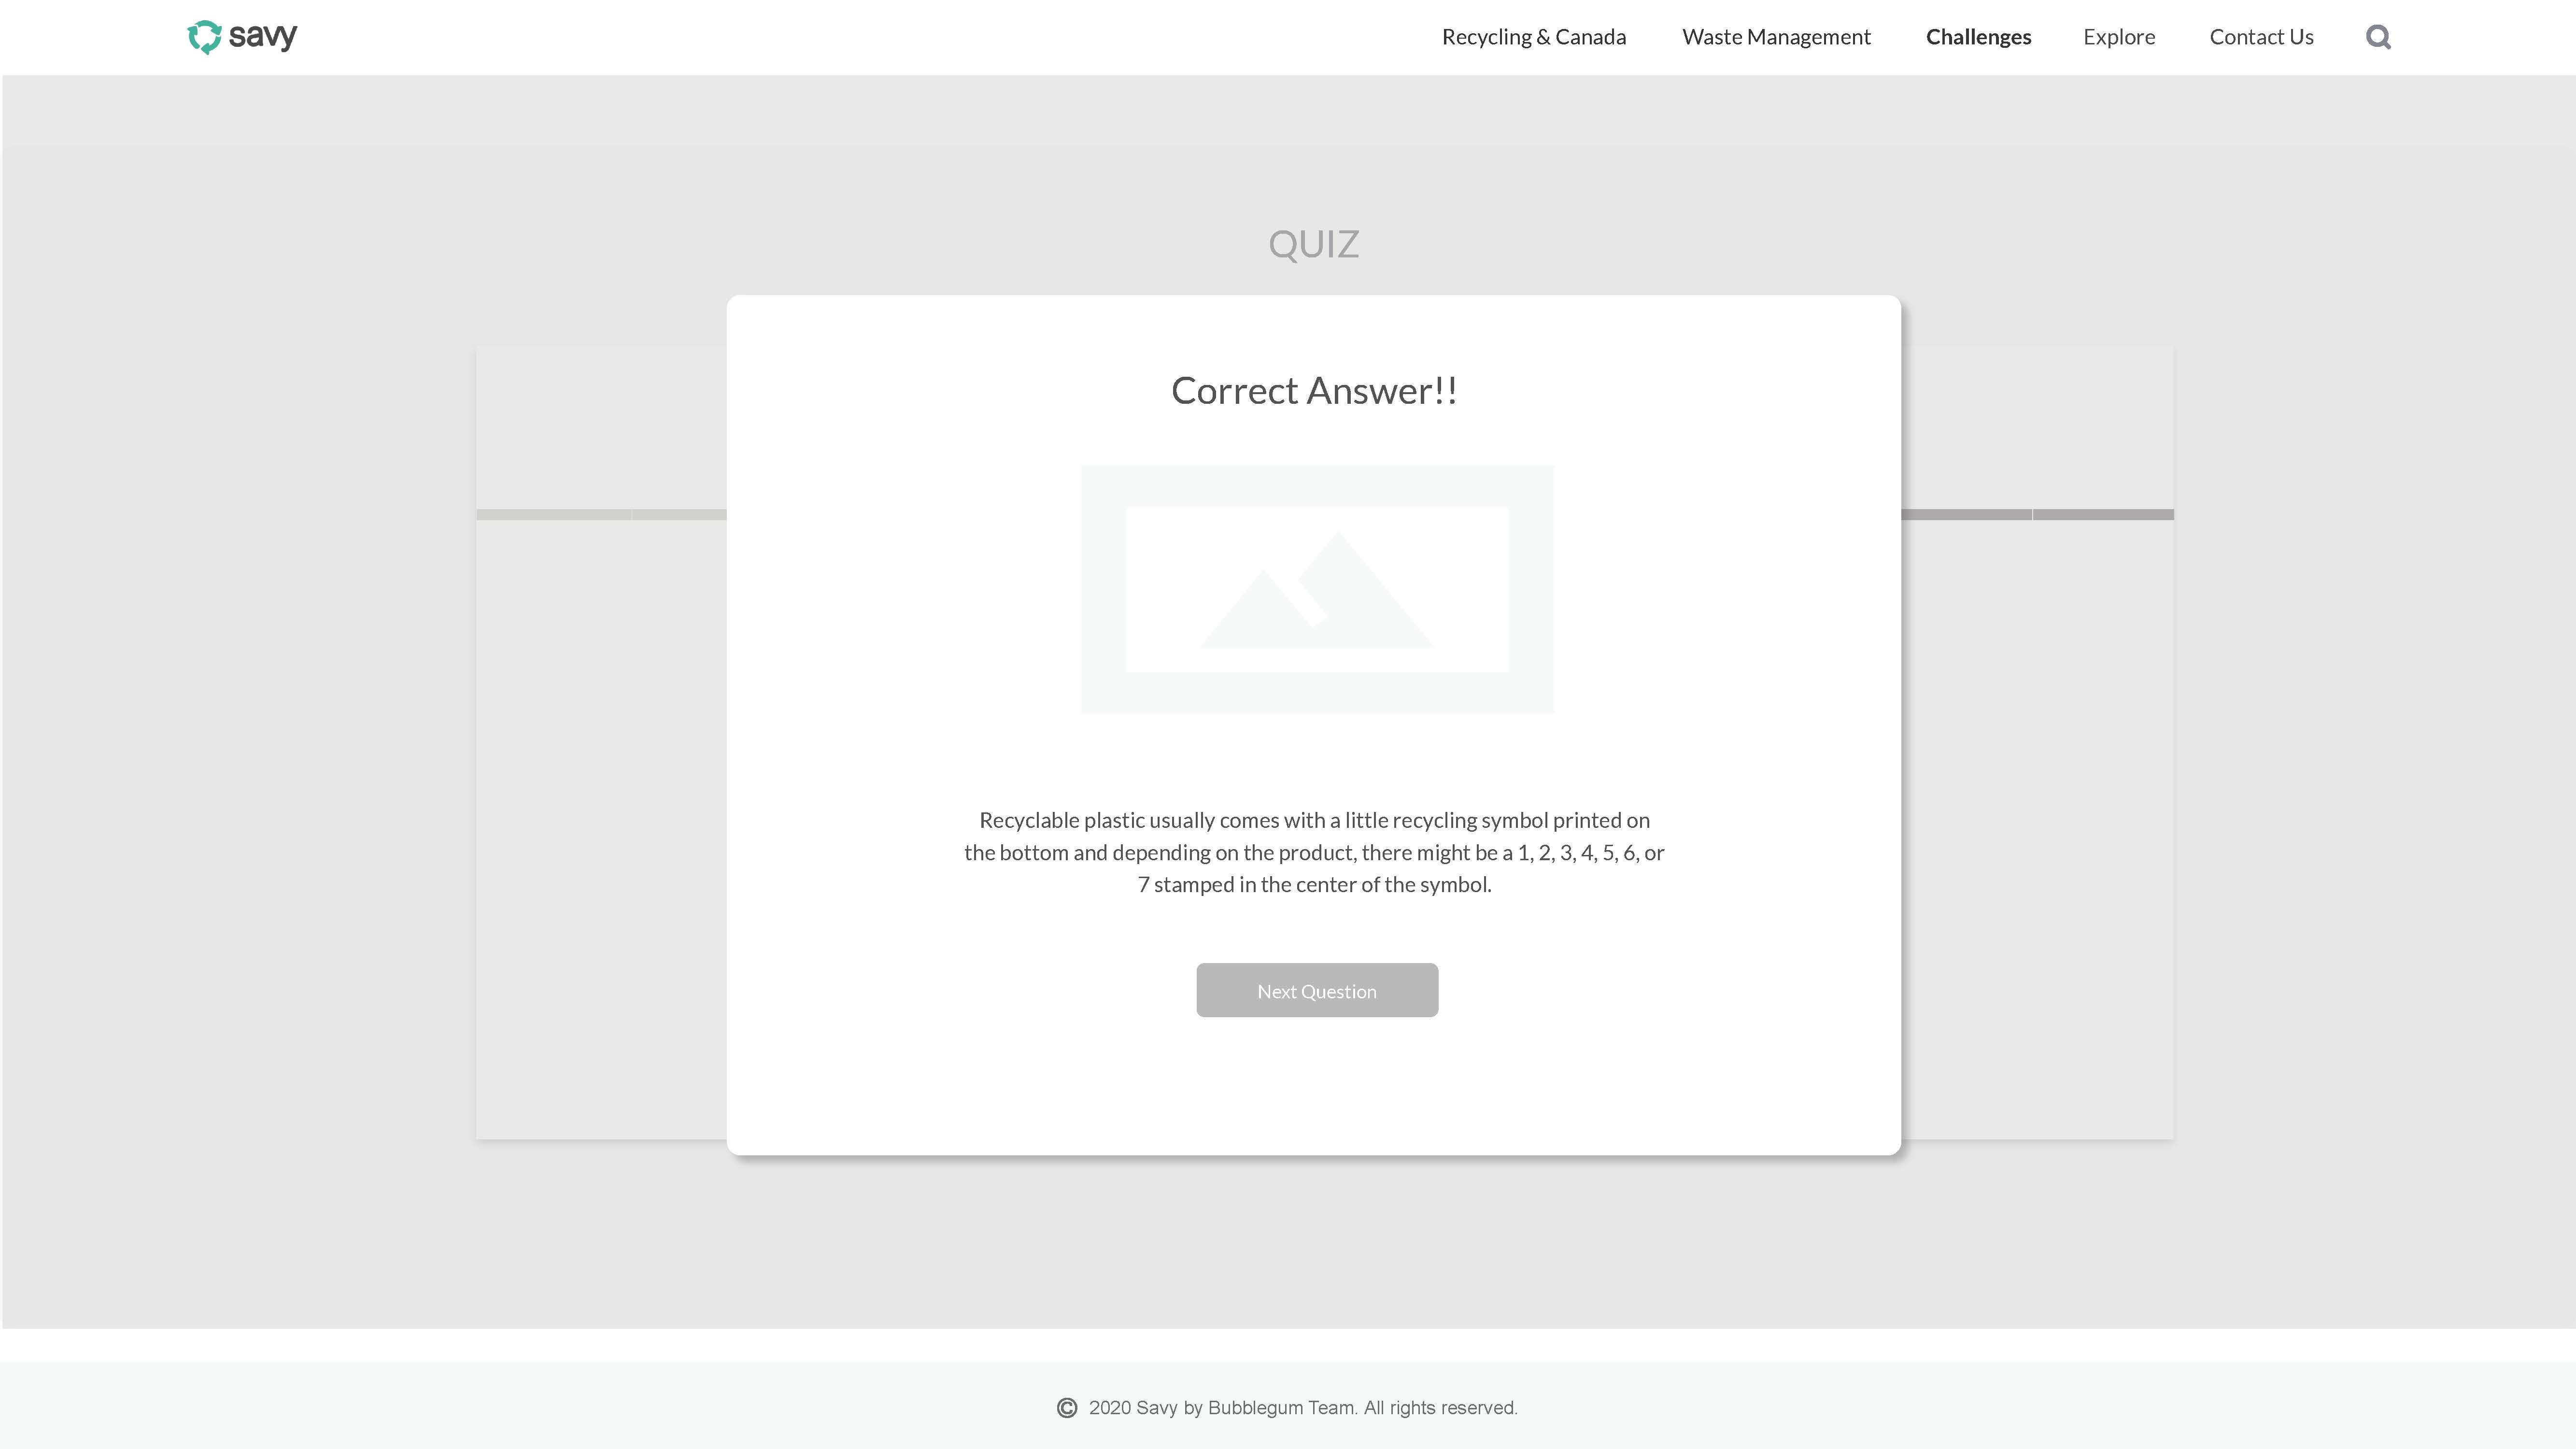 savy
Recycling & Canada
Waste Management
Challenges
Explore
Contact Us
QUIZ
Correct Answer!!
Recyclable plastic usually comes with a little recycling symbol printed on
the bottom and depending on the product, there might be a 1, 2, 3, 4, 5, 6, or
7 stamped in the center of the symbol.
Next Question
© 2020 Savy by Bubblegum Team. All rights reserved.